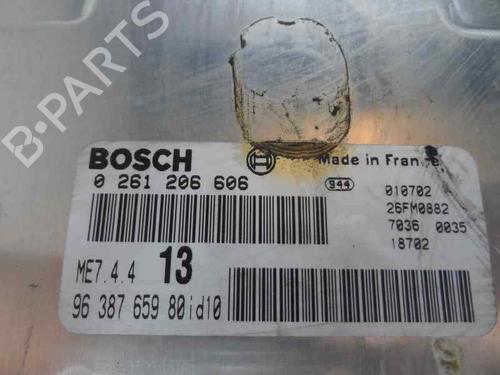 B-PARTS
BOSCH
Made in France
0 261 206 606
944
010702
26FM0882
7036 0035
18702
ME7.4.4 13
96 387 659 80id10